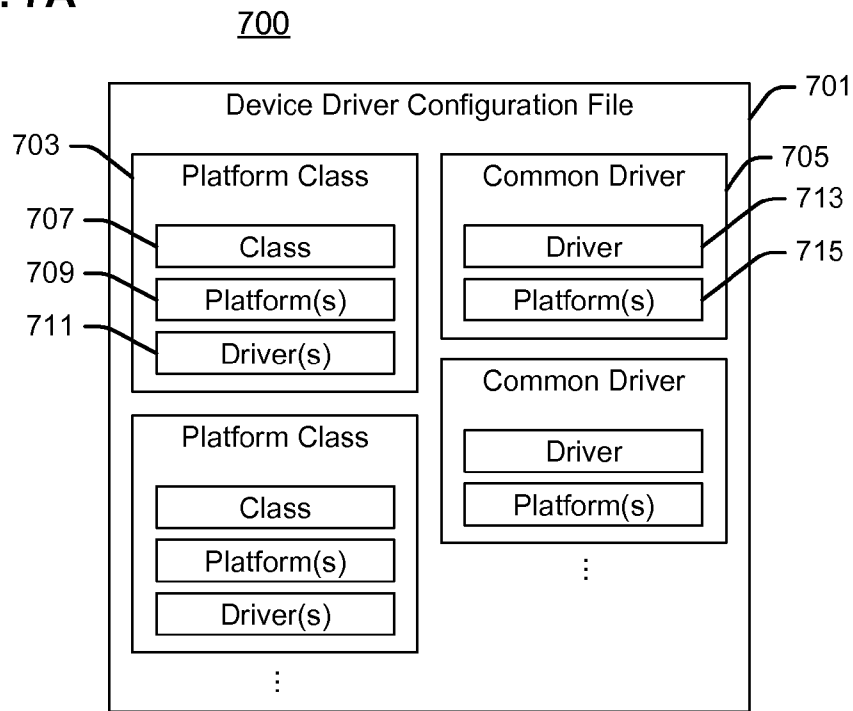 700
Device Driver Configuration File
701
703
Platform Class
Common Driver
705
707
Class
Driver
713
709
Platform(s)
Platform(s)
715
711
Driver(s)
Common Driver
Platform Class
Driver
Class
Platform(s)
Platform(s)
⋮
Driver(s)
⋮